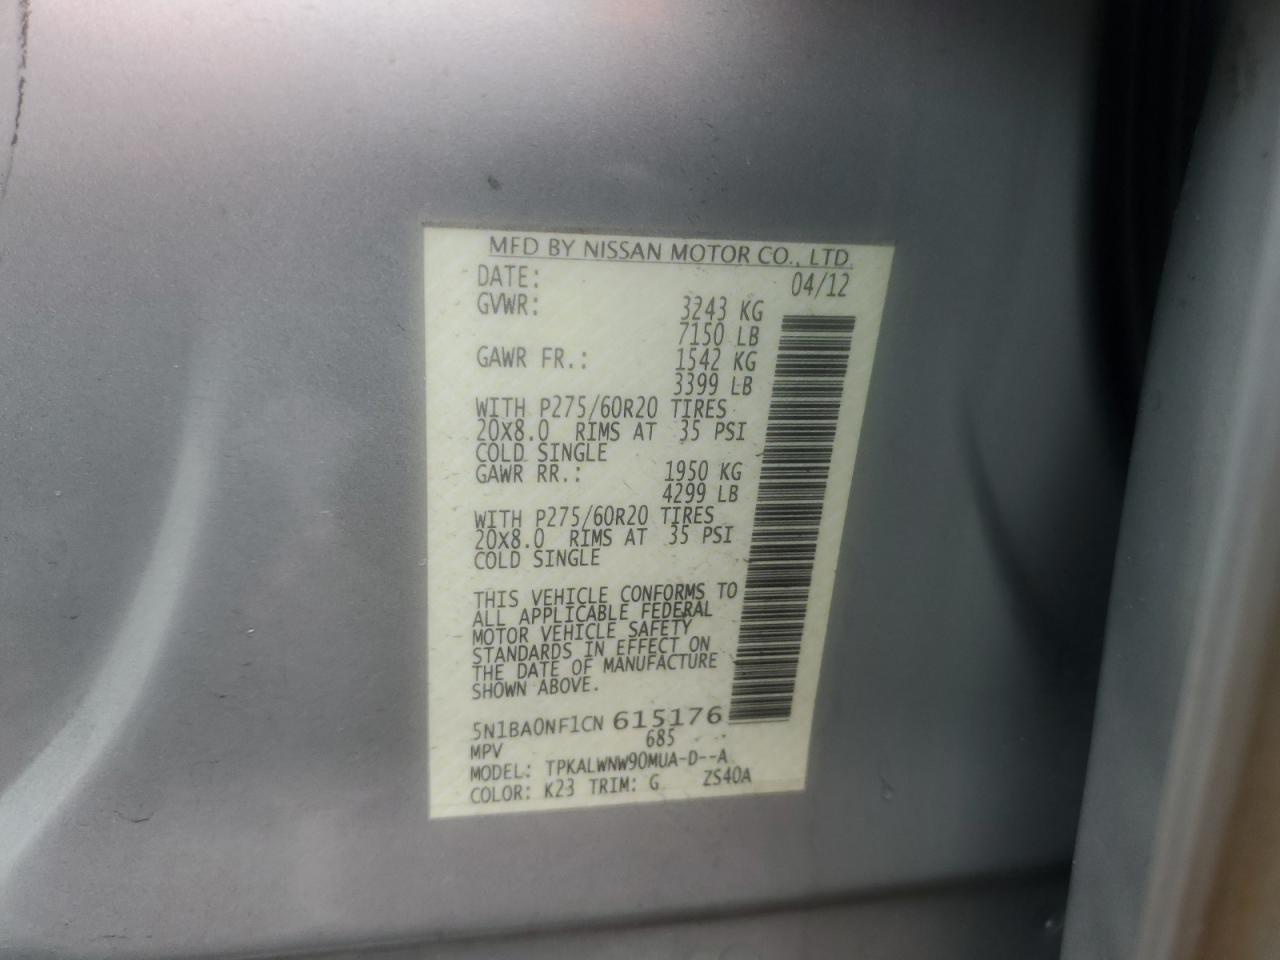 MFD BY NISSAN MOTOR CO., LTD.
DATE: 04/12
GVWR: 3243 KG
7150 LB
GAWR FR.: 1542 KG
3399 LB
WITH P275/60R20 TIRES
20X8.0 RIMS AT 35 PSI
COLD SINGLE
GAWR RR.: 1950 KG
4299 LB
WITH P275/60R20 TIRES
20X8.0 RIMS AT 35 PSI
COLD SINGLE
THIS VEHICLE CONFORMS TO
ALL APPLICABLE FEDERAL
MOTOR VEHICLE SAFETY
STANDARDS IN EFFECT ON
THE DATE OF MANUFACTURE
SHOWN ABOVE.
5N1BA0NF1CN 615176
MPV 685
MODEL: TPKALWNW90MUA-D--A
COLOR: K23 TRIM: G ZS40A